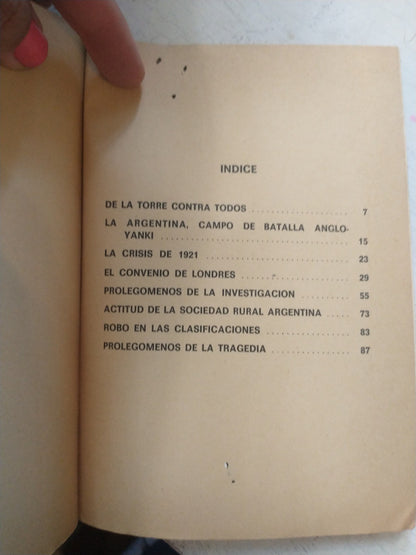 INDICE
DE LA TORRE CONTRA TODOS .................... 7
LA ARGENTINA, CAMPO DE BATALLA ANGLO-
YANKI ...................................... 15
LA CRISIS DE 1921 ............................ 23
EL CONVENIO DE LONDRES ...................... 29
PROLEGOMENOS DE LA INVESTIGACION .......... 55
ACTITUD DE LA SOCIEDAD RURAL ARGENTINA ..... 73
ROBO EN LAS CLASIFICACIONES ................. 83
PROLEGOMENOS DE LA TRAGEDIA ................ 87